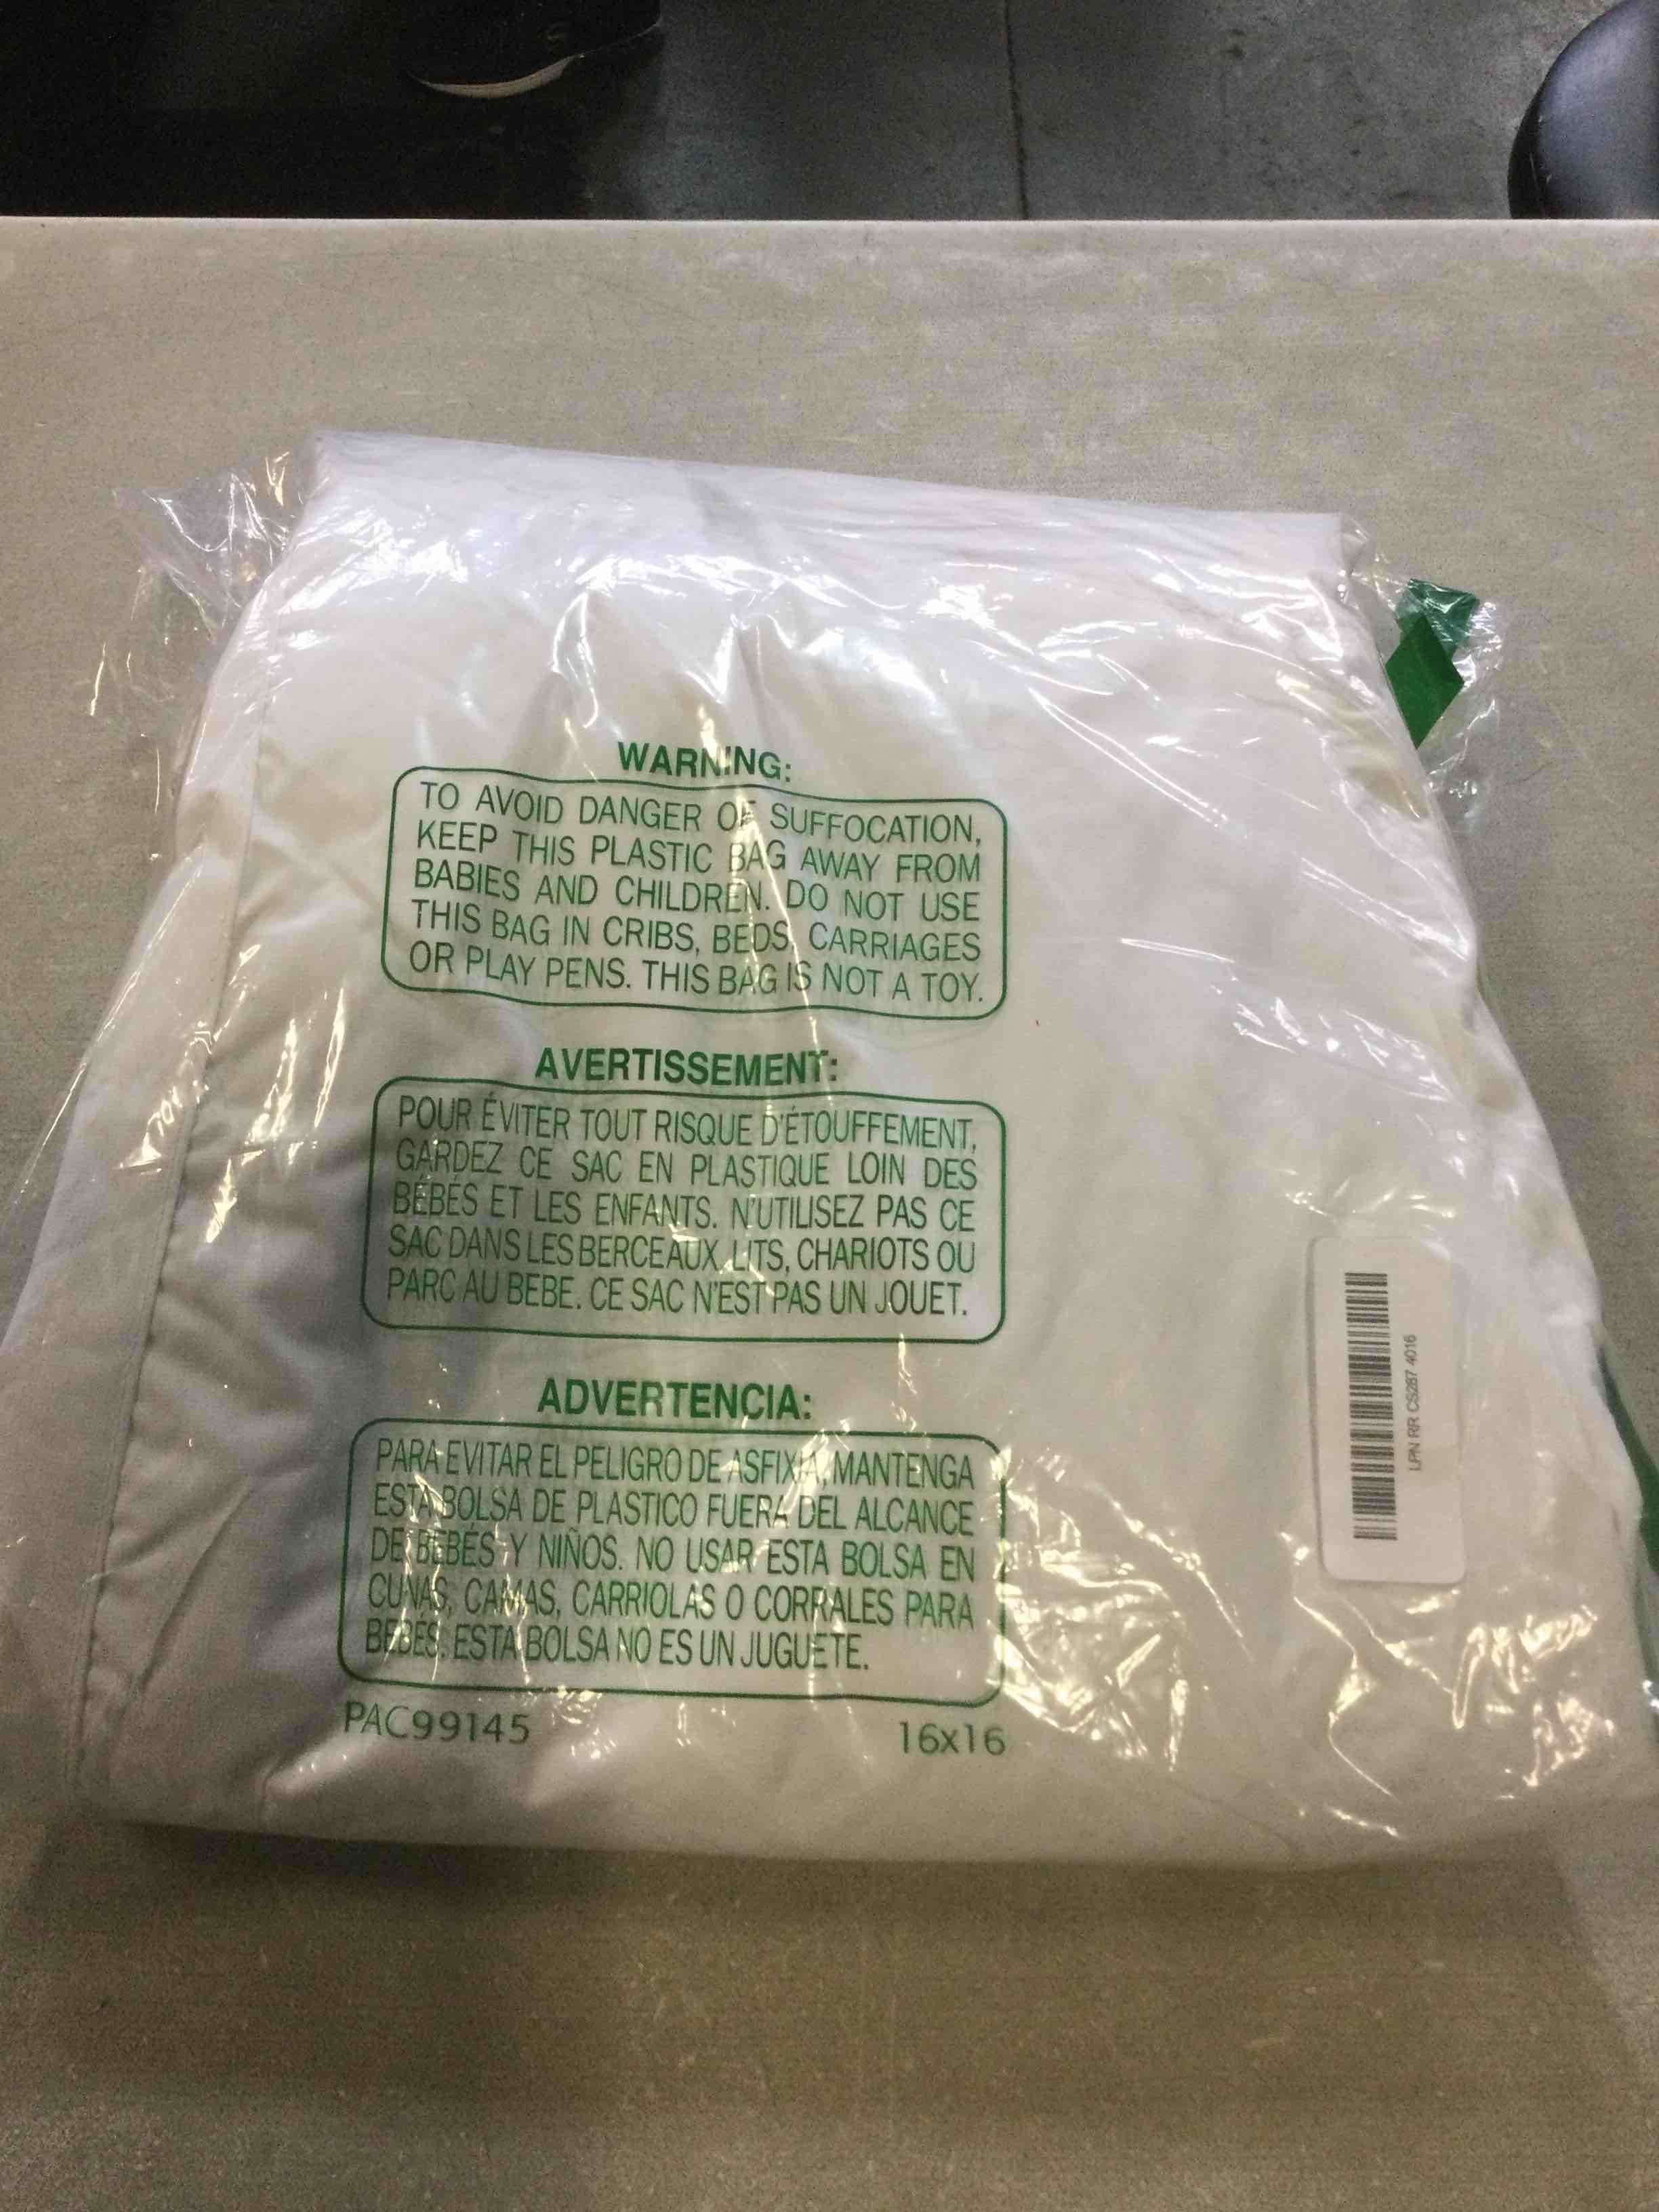 WARNING:
TO AVOID DANGER OF SUFFOCATION,
KEEP THIS PLASTIC BAG AWAY FROM
BABIES AND CHILDREN. DO NOT USE
THIS BAG IN CRIBS, BEDS, CARRIAGES
OR PLAY PENS. THIS BAG IS NOT A TOY.
AVERTISSEMENT:
POUR ÉVITER TOUT RISQUE D'ÉTOUFFEMENT,
GARDEZ CE SAC EN PLASTIQUE LOIN DES
BÉBÉS ET LES ENFANTS. N'UTILISEZ PAS CE
SAC DANS LES BERCEAUX, LITS, CHARIOTS OU
PARC AU BEBE. CE SAC N'EST PAS UN JOUET.
ADVERTENCIA:
PARA EVITAR EL PELIGRO DE ASFIXIA, MANTENGA
ESTA BOLSA DE PLASTICO FUERA DEL ALCANCE
DE BEBÉS Y NIÑOS. NO USAR ESTA BOLSA EN
CUNAS, CAMAS, CARRIOLAS O CORRALES PARA
BEBÉS. ESTA BOLSA NO ES UN JUGUETE.
PAC99145 16x16
LPN RR CS287 4016